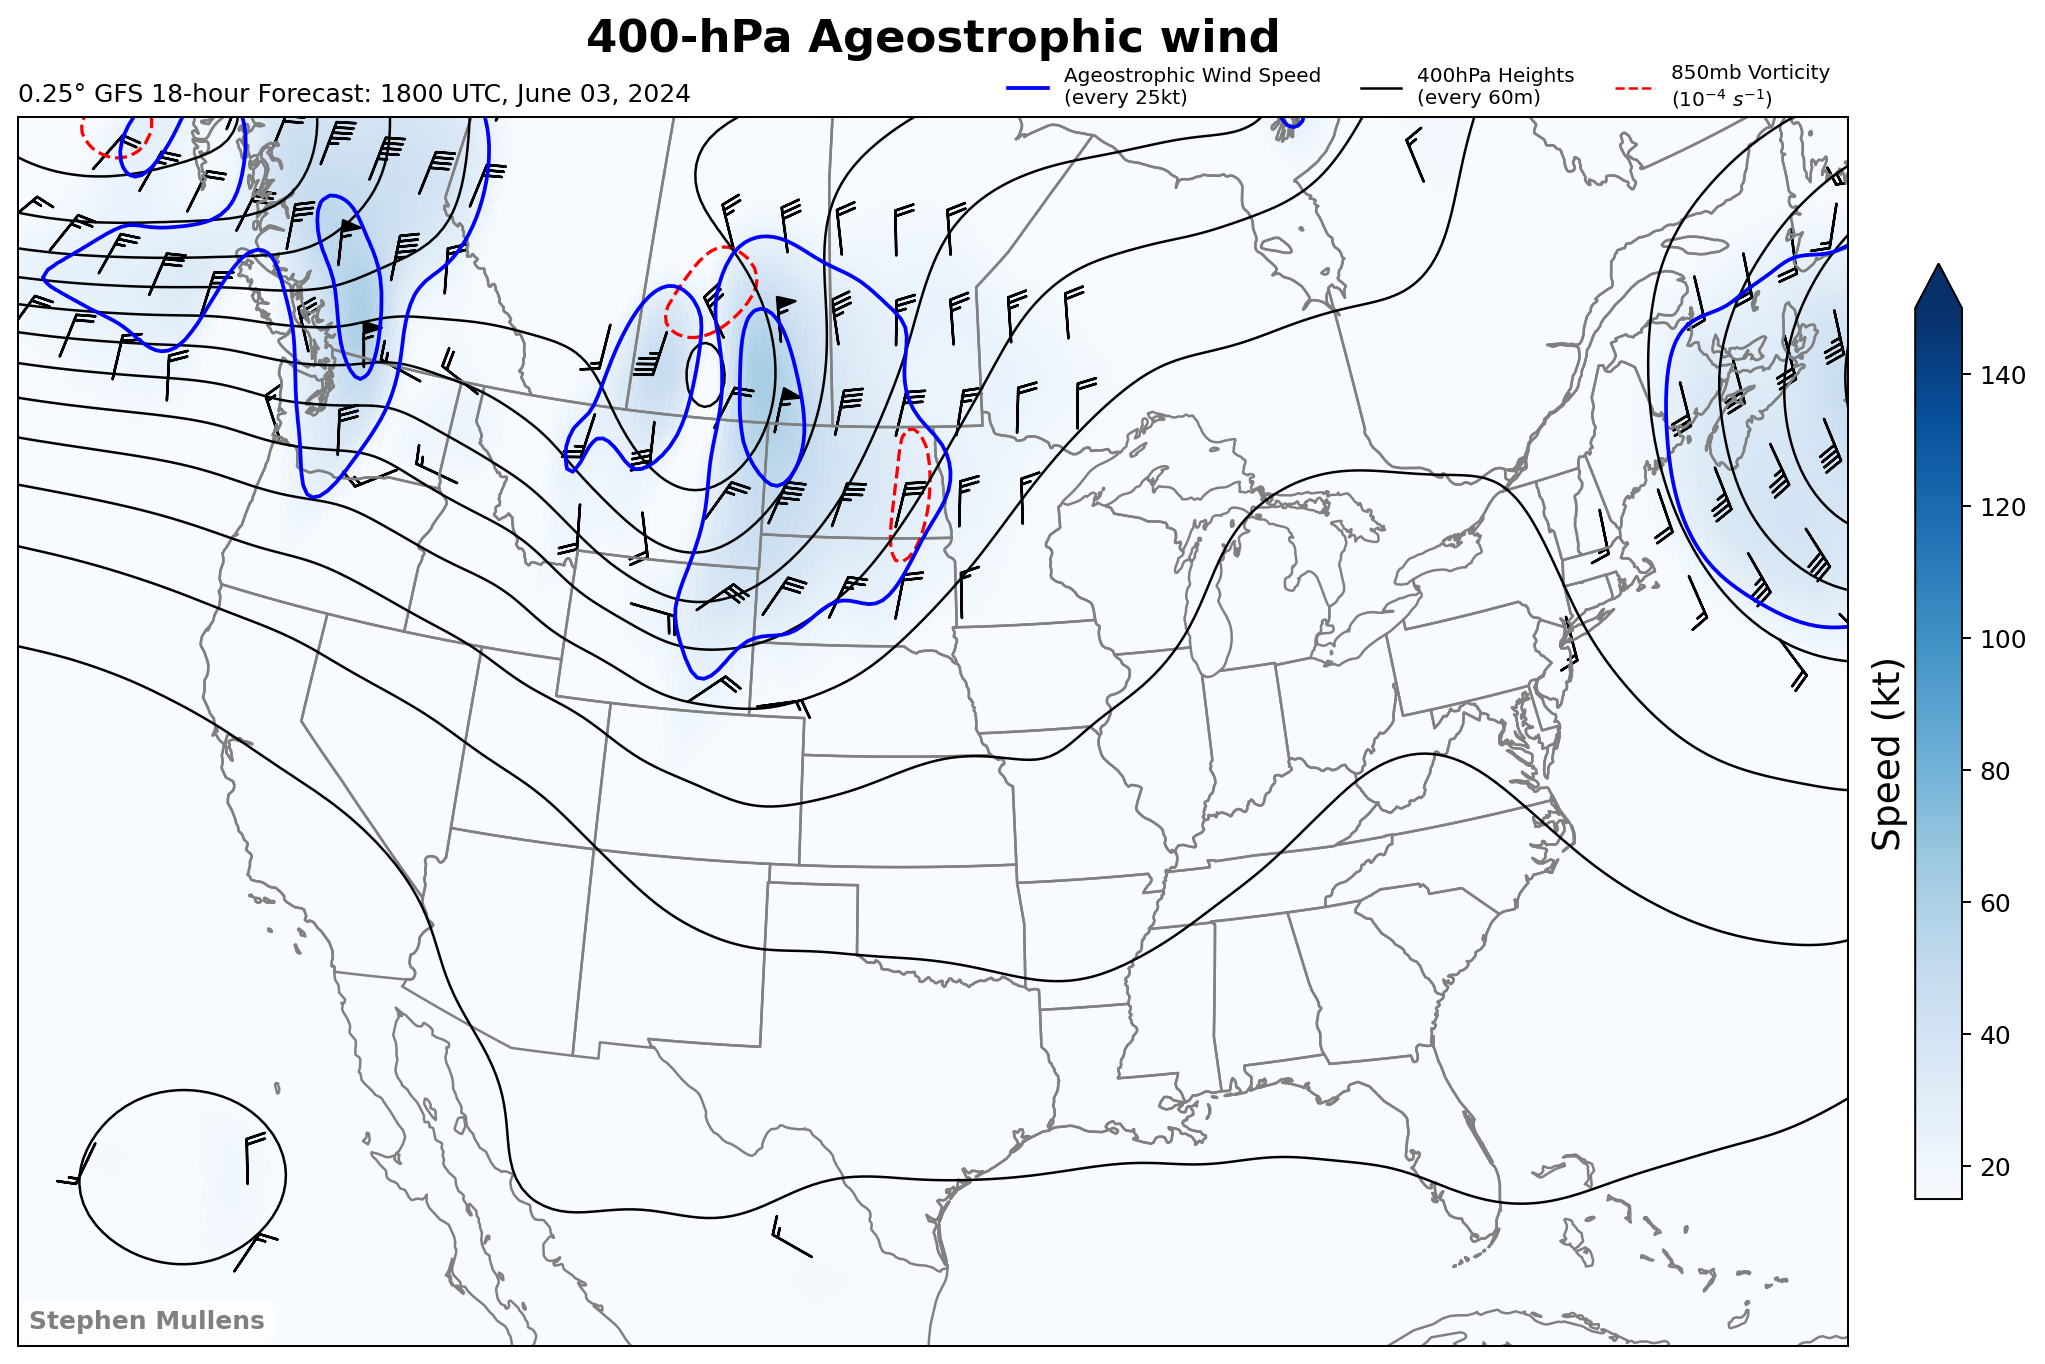 400-hPa Ageostrophic wind
0.25° GFS 18-hour Forecast: 1800 UTC, June 03, 2024
Ageostrophic Wind Speed
(every 25kt)
400hPa Heights
(every 60m)
850mb Vorticity
(10⁻⁴ s⁻¹)
140
120
100
80
60
40
20
Speed (kt)
Stephen Mullens